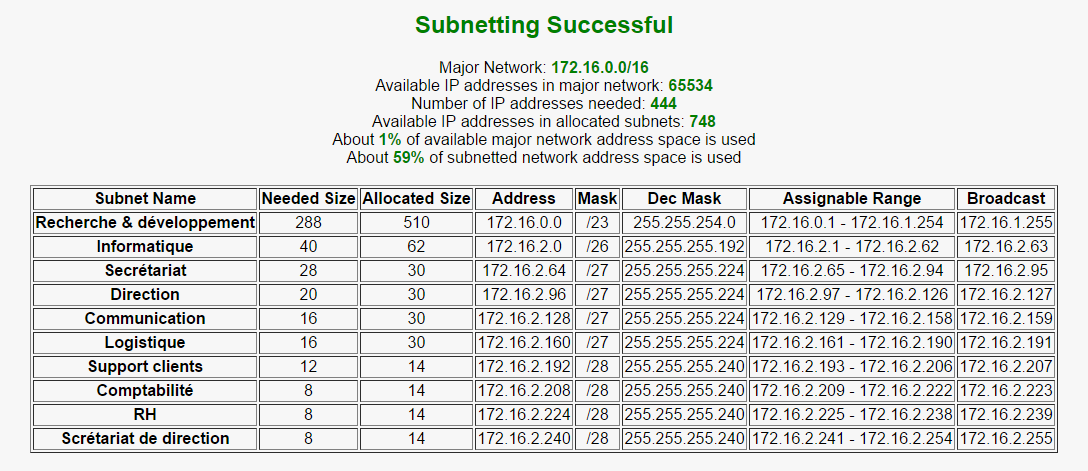 Subnetting Successful
Major Network: 172.16.0.0/16
Available IP addresses in major network: 65534
Number of IP addresses needed: 444
Available IP addresses in allocated subnets: 748
About 1% of available major network address space is used
About 59% of subnetted network address space is used
Subnet Name Needed Size Allocated Size Address Mask Dec Mask Assignable Range Broadcast
Recherche & développement 288 510 172.16.0.0 /23 255.255.254.0 172.16.0.1 - 172.16.1.254 172.16.1.255
Informatique 40 62 172.16.2.0 /26 255.255.255.192 172.16.2.1 - 172.16.2.62 172.16.2.63
Secrétariat 28 30 172.16.2.64 /27 255.255.255.224 172.16.2.65 - 172.16.2.94 172.16.2.95
Direction 20 30 172.16.2.96 /27 255.255.255.224 172.16.2.97 - 172.16.2.126 172.16.2.127
Communication 16 30 172.16.2.128 /27 255.255.255.224 172.16.2.129 - 172.16.2.158 172.16.2.159
Logistique 16 30 172.16.2.160 /27 255.255.255.224 172.16.2.161 - 172.16.2.190 172.16.2.191
Support clients 12 14 172.16.2.192 /28 255.255.255.240 172.16.2.193 - 172.16.2.206 172.16.2.207
Comptabilité 8 14 172.16.2.208 /28 255.255.255.240 172.16.2.209 - 172.16.2.222 172.16.2.223
RH 8 14 172.16.2.224 /28 255.255.255.240 172.16.2.225 - 172.16.2.238 172.16.2.239
Scrétariat de direction 8 14 172.16.2.240 /28 255.255.255.240 172.16.2.241 - 172.16.2.254 172.16.2.255